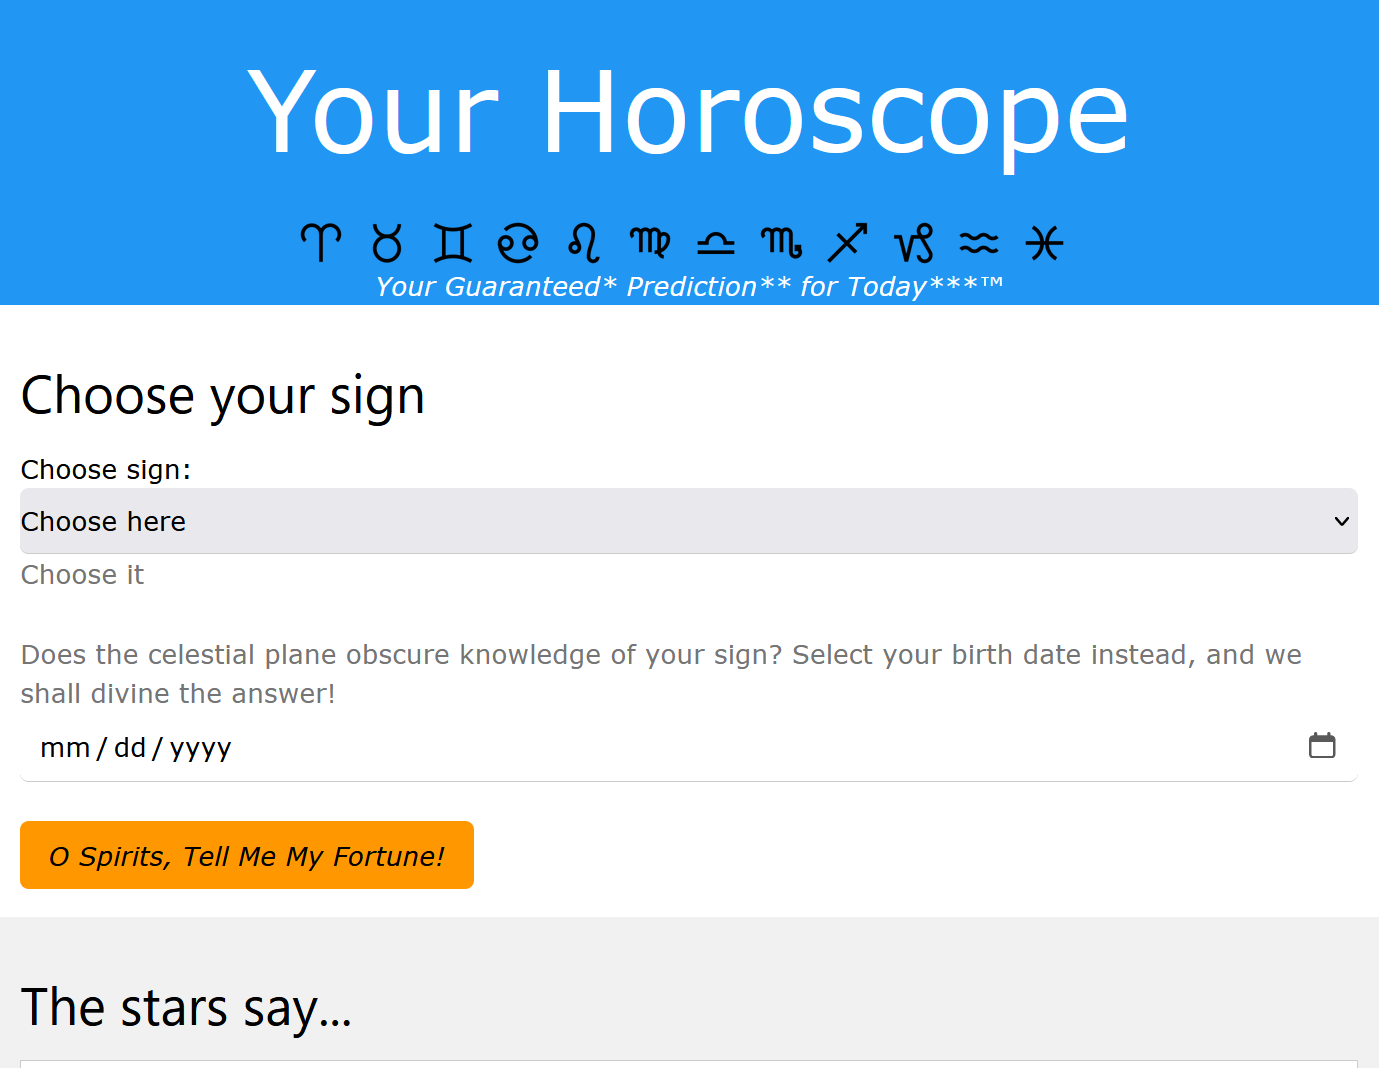 Your Horoscope
♈︎ ♉︎ ♊︎ ♋︎ ♌︎ ♍︎ ♎︎ ♏︎ ♐︎ ♑︎ ♒︎ ♓︎
Your Guaranteed* Prediction** for Today***™
Choose your sign
Choose sign:
Choose here
Choose it
Does the celestial plane obscure knowledge of your sign? Select your birth date instead, and we
shall divine the answer!
mm/dd/yyyy
O Spirits, Tell Me My Fortune!
The stars say...